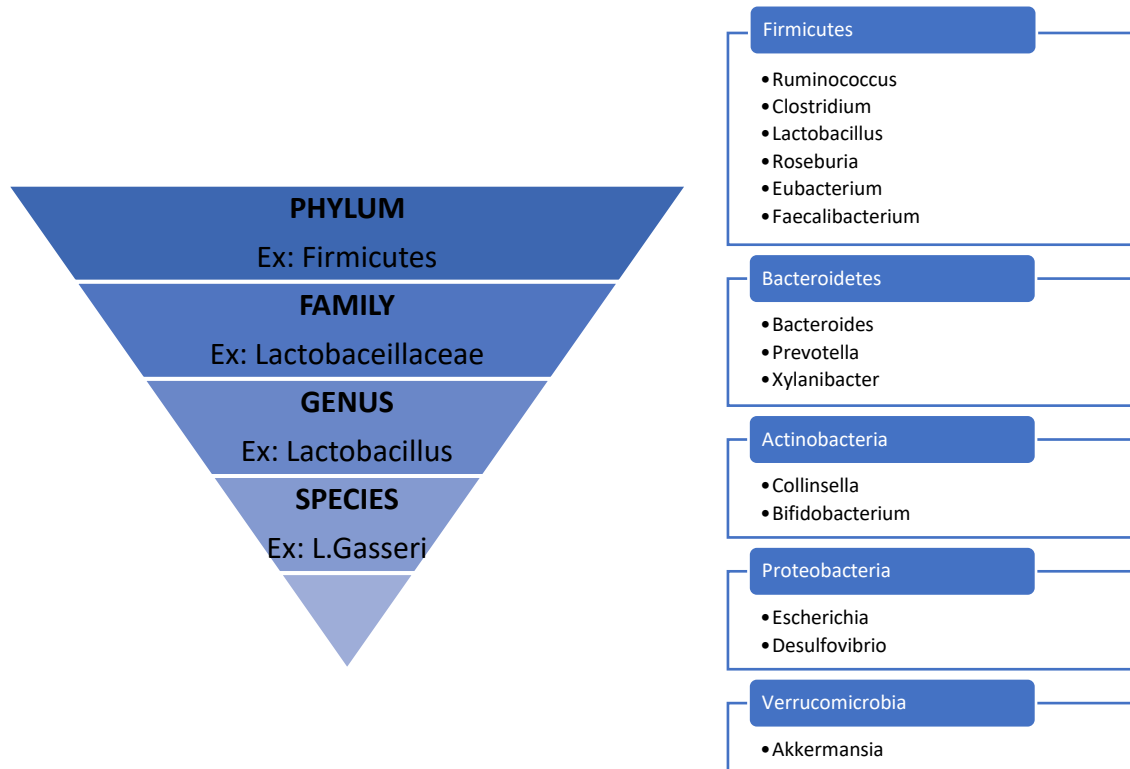 PHYLUM
Ex: Firmicutes
FAMILY
Ex: Lactobaceillaceae
GENUS
Ex: Lactobacillus
SPECIES
Ex: L.Gasseri
Firmicutes
•Ruminococcus
•Clostridium
•Lactobacillus
•Roseburia
•Eubacterium
•Faecalibacterium
Bacteroidetes
•Bacteroides
•Prevotella
•Xylanibacter
Actinobacteria
•Collinsella
•Bifidobacterium
Proteobacteria
•Escherichia
•Desulfovibrio
Verrucomicrobia
•Akkermansia